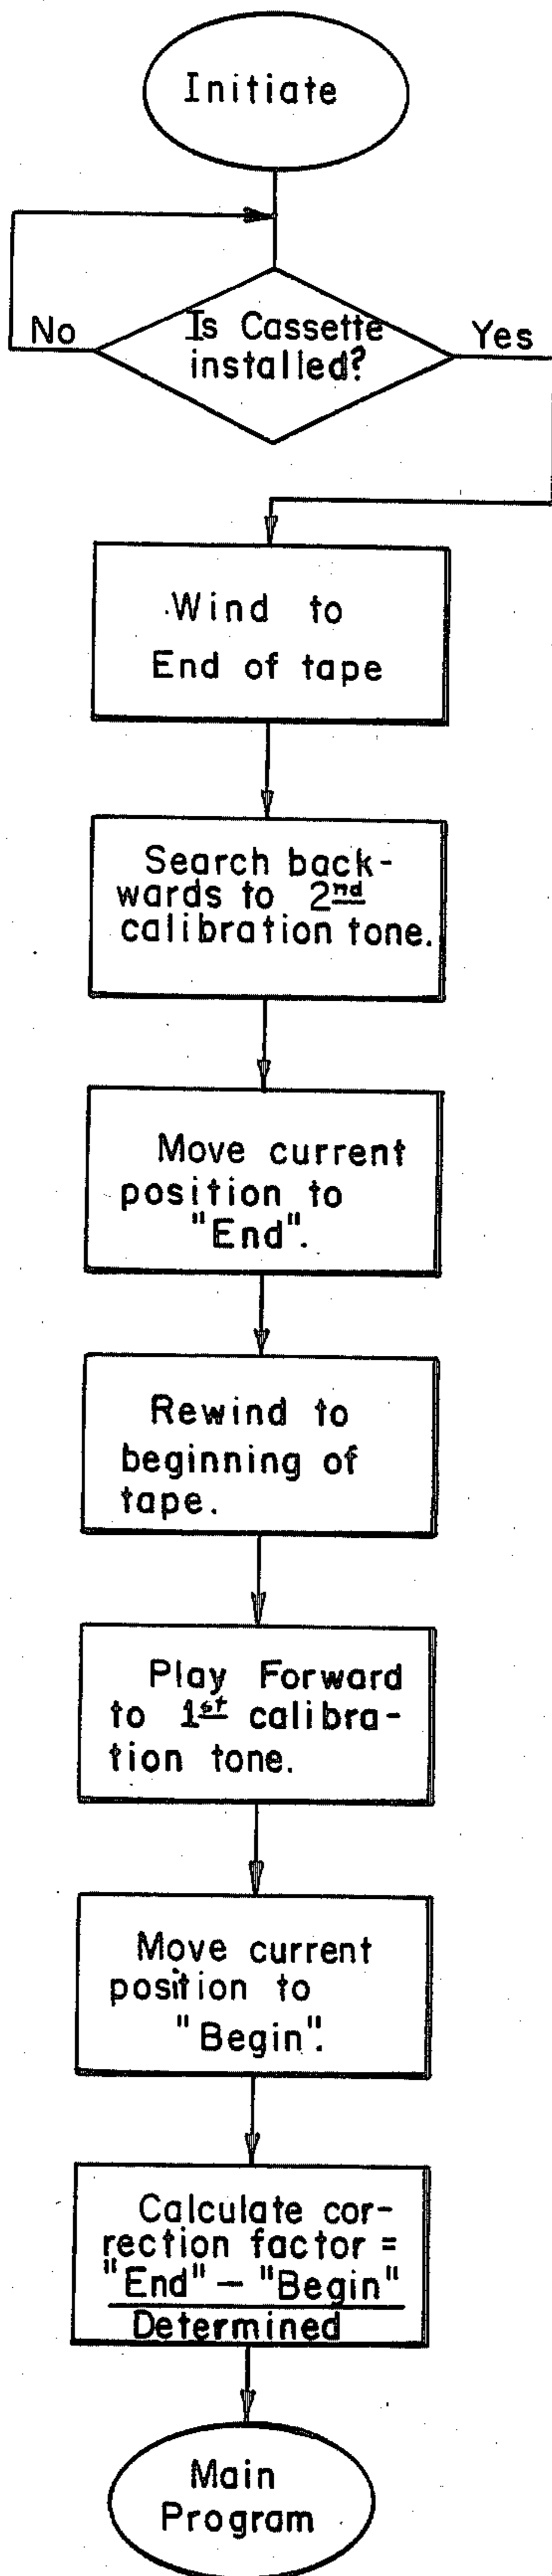 Initiate
No
Is Cassette
installed?
Yes
Wind to
End of tape
Search back-
wards to 2nd
calibration tone.
Move current
position to
"End".
Rewind to
beginning of
tape.
Play Forward
to 1st calibra-
tion tone.
Move current
position to
"Begin".
Calculate cor-
rection factor =
"End" — "Begin"
Determined
Main
Program